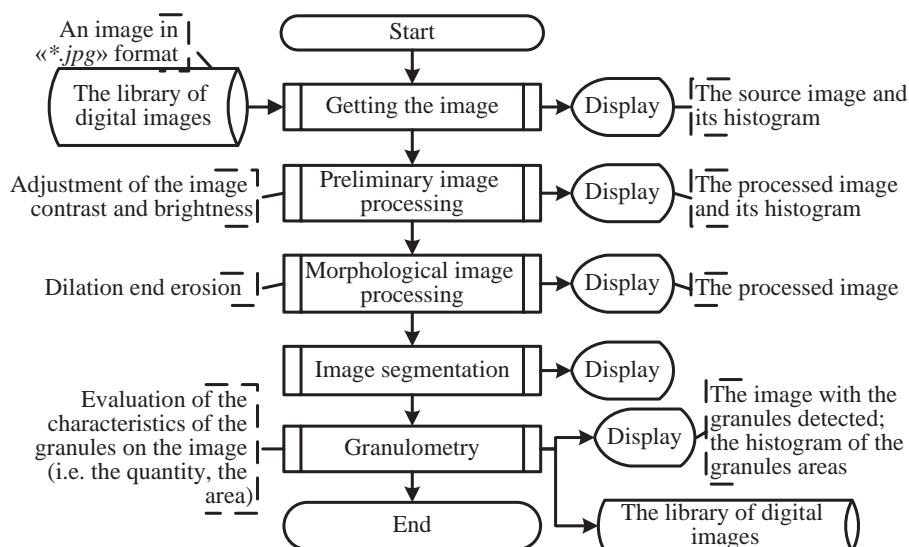 An image in
«*.jpg» format
Start
The library of
digital images
Getting the image
Display
The source image and
its histogram
Adjustment of the image
contrast and brightness
Preliminary image
processing
Display
The processed image
and its histogram
Dilation end erosion
Morphological image
processing
Display
The processed image
Image segmentation
Display
Evaluation of the
characteristics of the
granules on the image
(i.e. the quantity, the
area)
Granulometry
Display
The image with the
granules detected;
the histogram of the
granules areas
End
The library of digital
images